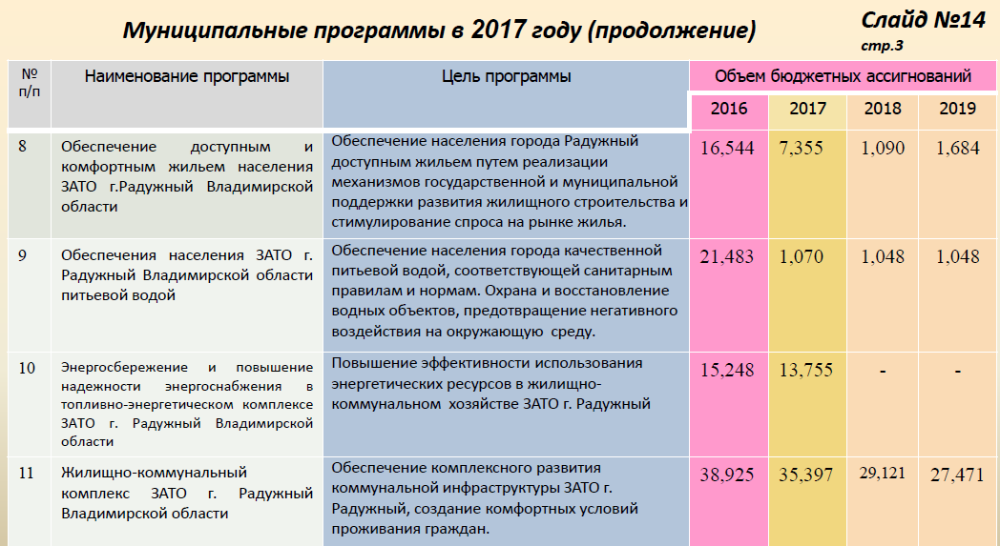 Муниципальные программы в 2017 году (продолжение)
Слайд №14
стр.3
№
п/п
Наименование программы
Цель программы
Объем бюджетных ассигнований
2016
2017
2018
2019
8
Обеспечение доступным и
комфортным жильем населения
ЗАТО г.Радужный Владимирской
области
Обеспечение населения города Радужный
доступным жильем путем реализации
механизмов государственной и муниципальной
поддержки развития жилищного строительства и
стимулирование спроса на рынке жилья.
16,544
7,355
1,090
1,684
9
Обеспечения населения ЗАТО г.
Радужный Владимирской области
питьевой водой
Обеспечение населения города качественной
питьевой водой, соответствующей санитарным
правилам и нормам. Охрана и восстановление
водных объектов, предотвращение негативного
воздействия на окружающую среду.
21,483
1,070
1,048
1,048
10
Энергосбережение и повышение
надежности энергоснабжения в
топливно-энергетическом комплексе
ЗАТО г. Радужный Владимирской
области
Повышение эффективности использования
энергетических ресурсов в жилищно-
коммунальном хозяйстве ЗАТО г. Радужный
15,248
13,755
-
-
11
Жилищно-коммунальный
комплекс ЗАТО г. Радужный
Владимирской области
Обеспечение комплексного развития
коммунальной инфраструктуры ЗАТО г.
Радужный, создание комфортных условий
проживания граждан.
38,925
35,397
29,121
27,471